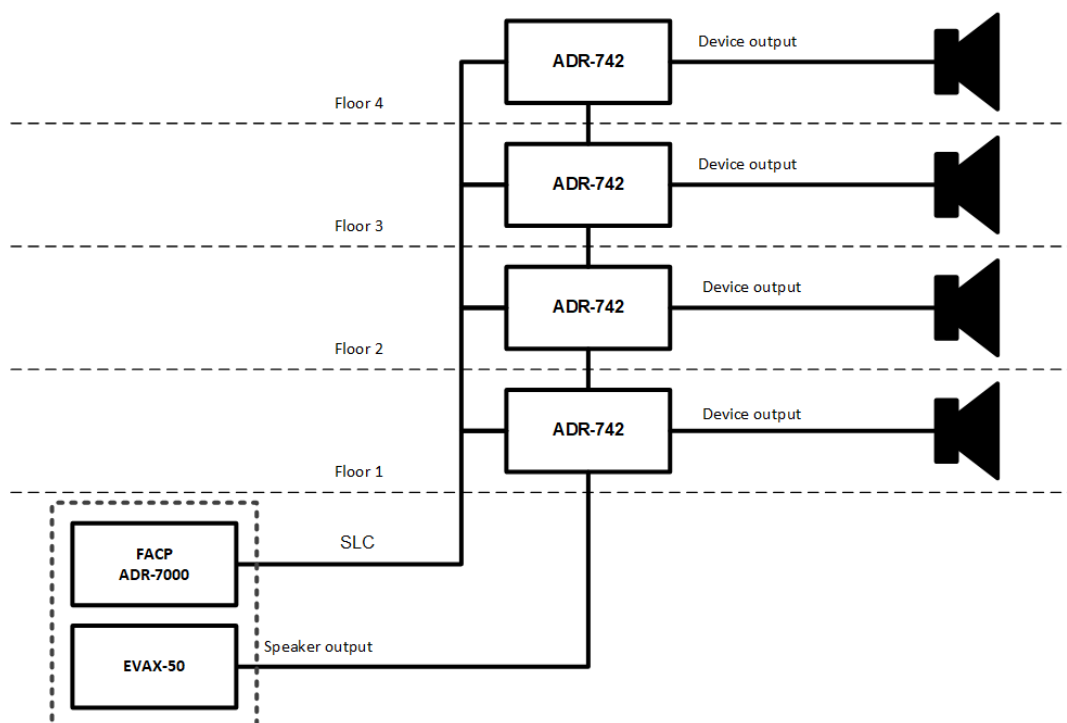 ADR-742
Device output
Floor 4
ADR-742
Device output
Floor 3
ADR-742
Device output
Floor 2
ADR-742
Device output
Floor 1
FACP
ADR-7000
SLC
EVAX-50
Speaker output